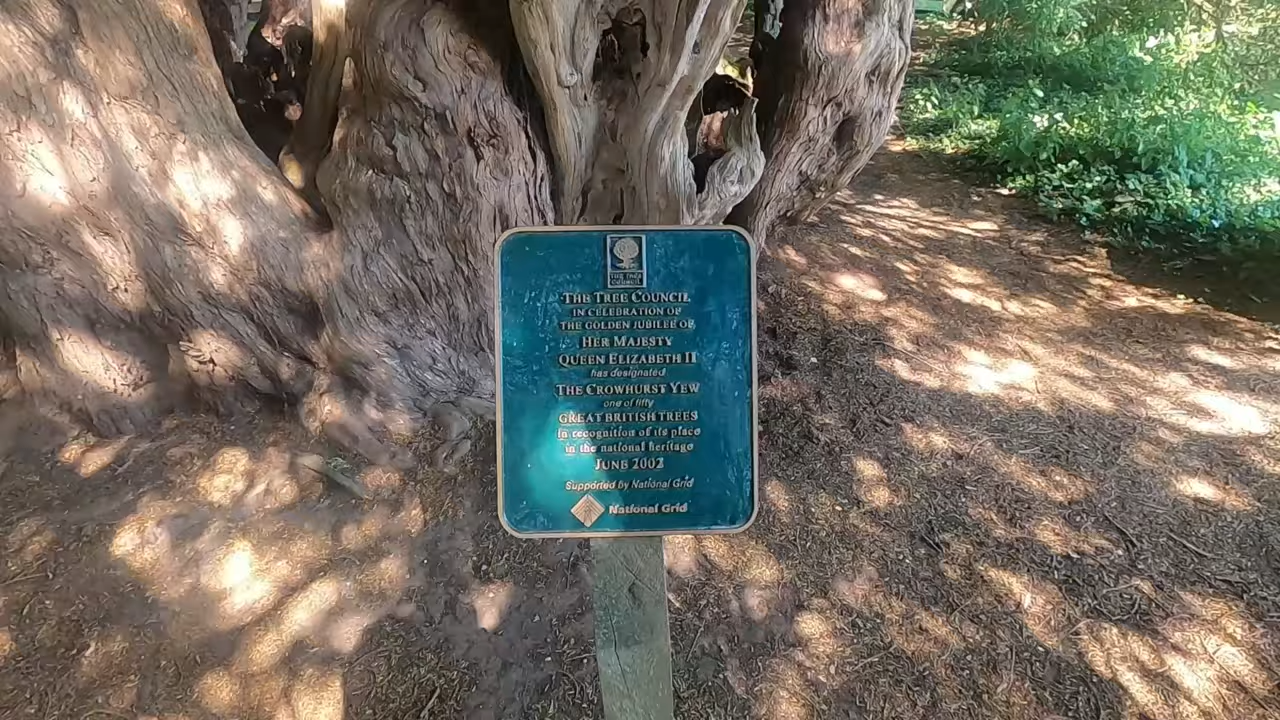 THE TREE
COUNCIL
THE TREE COUNCIL
IN CELEBRATION OF
THE GOLDEN JUBILEE OF
HER MAJESTY
QUEEN ELIZABETH II
has designated
THE CROWHURST YEW
one of fifty
GREAT BRITISH TREES
in recognition of its place
in the national heritage
JUNE 2002
Supported by National Grid
National Grid